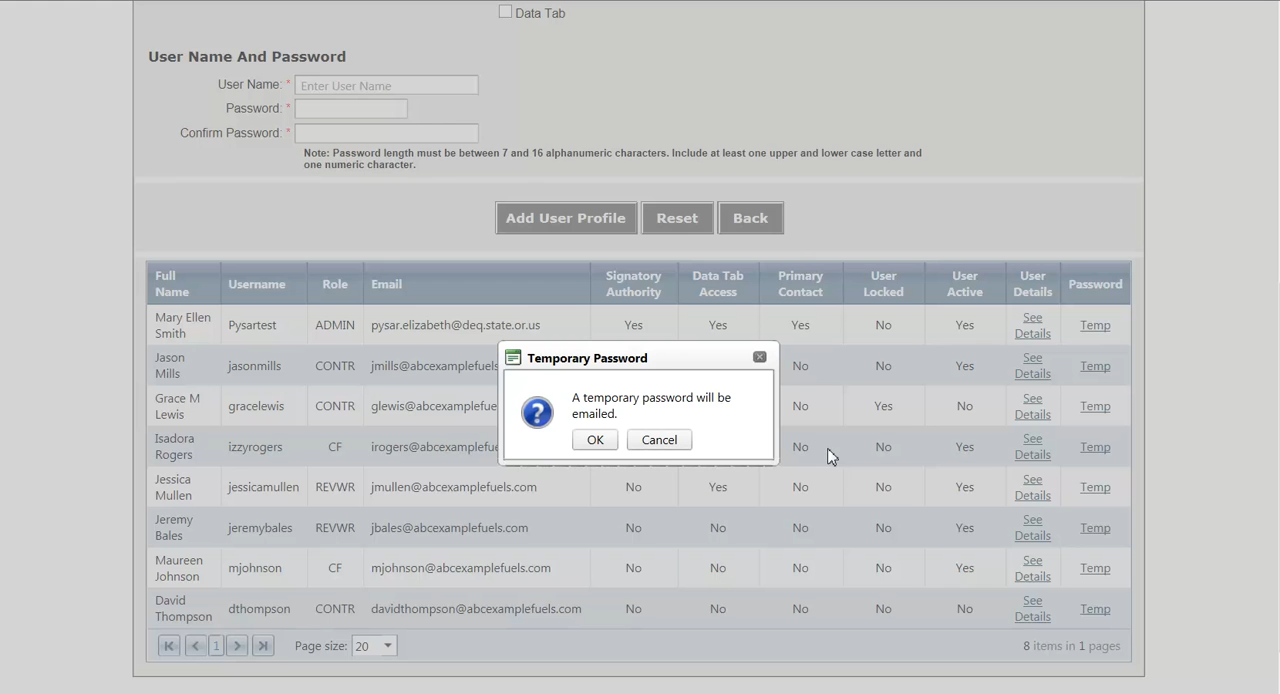 Data Tab
User Name And Password
User Name: * Enter User Name
Password: *
Confirm Password: *
Note: Password length must be between 7 and 16 alphanumeric characters. Include at least one upper and lower case letter and
one numeric character.
Add User Profile Reset Back
Full Name Username Role Email Signatory Authority Data Tab Access Primary Contact User Locked User Active User Details Password
Mary Ellen Smith Pysartest ADMIN pysar.elizabeth@deq.state.or.us Yes Yes Yes No Yes See Details Temp
Jason Mills jasonmills CONTR jmills@abcexamplefuels No No Yes See Details Temp
Grace M Lewis gracelewis CONTR glewis@abcexamplefue No Yes No See Details Temp
Isadora Rogers izzyrogers CF irogers@abcexamplefuels No No Yes See Details Temp
Jessica Mullen jessicamullen REVWR jmullen@abcexamplefuels.com No Yes No No Yes See Details Temp
Jeremy Bales jeremybales REVWR jbales@abcexamplefuels.com No No No No Yes See Details Temp
Maureen Johnson mjohnson CF mjohnson@abcexamplefuels.com No No No No Yes See Details Temp
David Thompson dthompson CONTR davidthompson@abcexamplefuels.com No No No No No See Details Temp
1 Page size: 20 8 items in 1 pages
Temporary Password
A temporary password will be
emailed.
OK Cancel